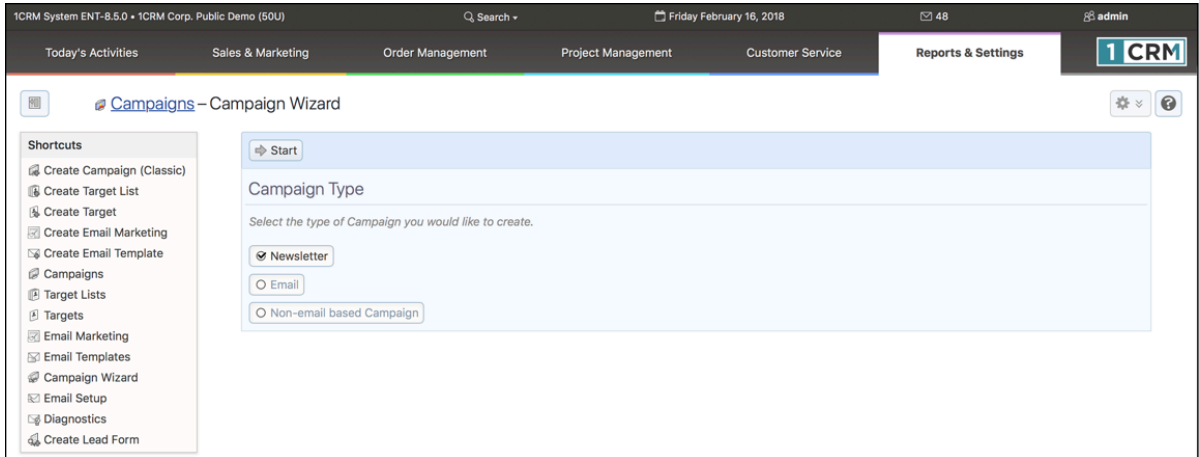 1CRM System ENT-8.5.0 • 1CRM Corp. Public Demo (50U) Search Friday February 16, 2018 48 admin
Today's Activities Sales & Marketing Order Management Project Management Customer Service Reports & Settings 1 CRM
Campaigns – Campaign Wizard
Shortcuts
Create Campaign (Classic)
Create Target List
Create Target
Create Email Marketing
Create Email Template
Campaigns
Target Lists
Targets
Email Marketing
Email Templates
Campaign Wizard
Email Setup
Diagnostics
Create Lead Form
Start
Campaign Type
Select the type of Campaign you would like to create.
Newsletter
Email
Non-email based Campaign